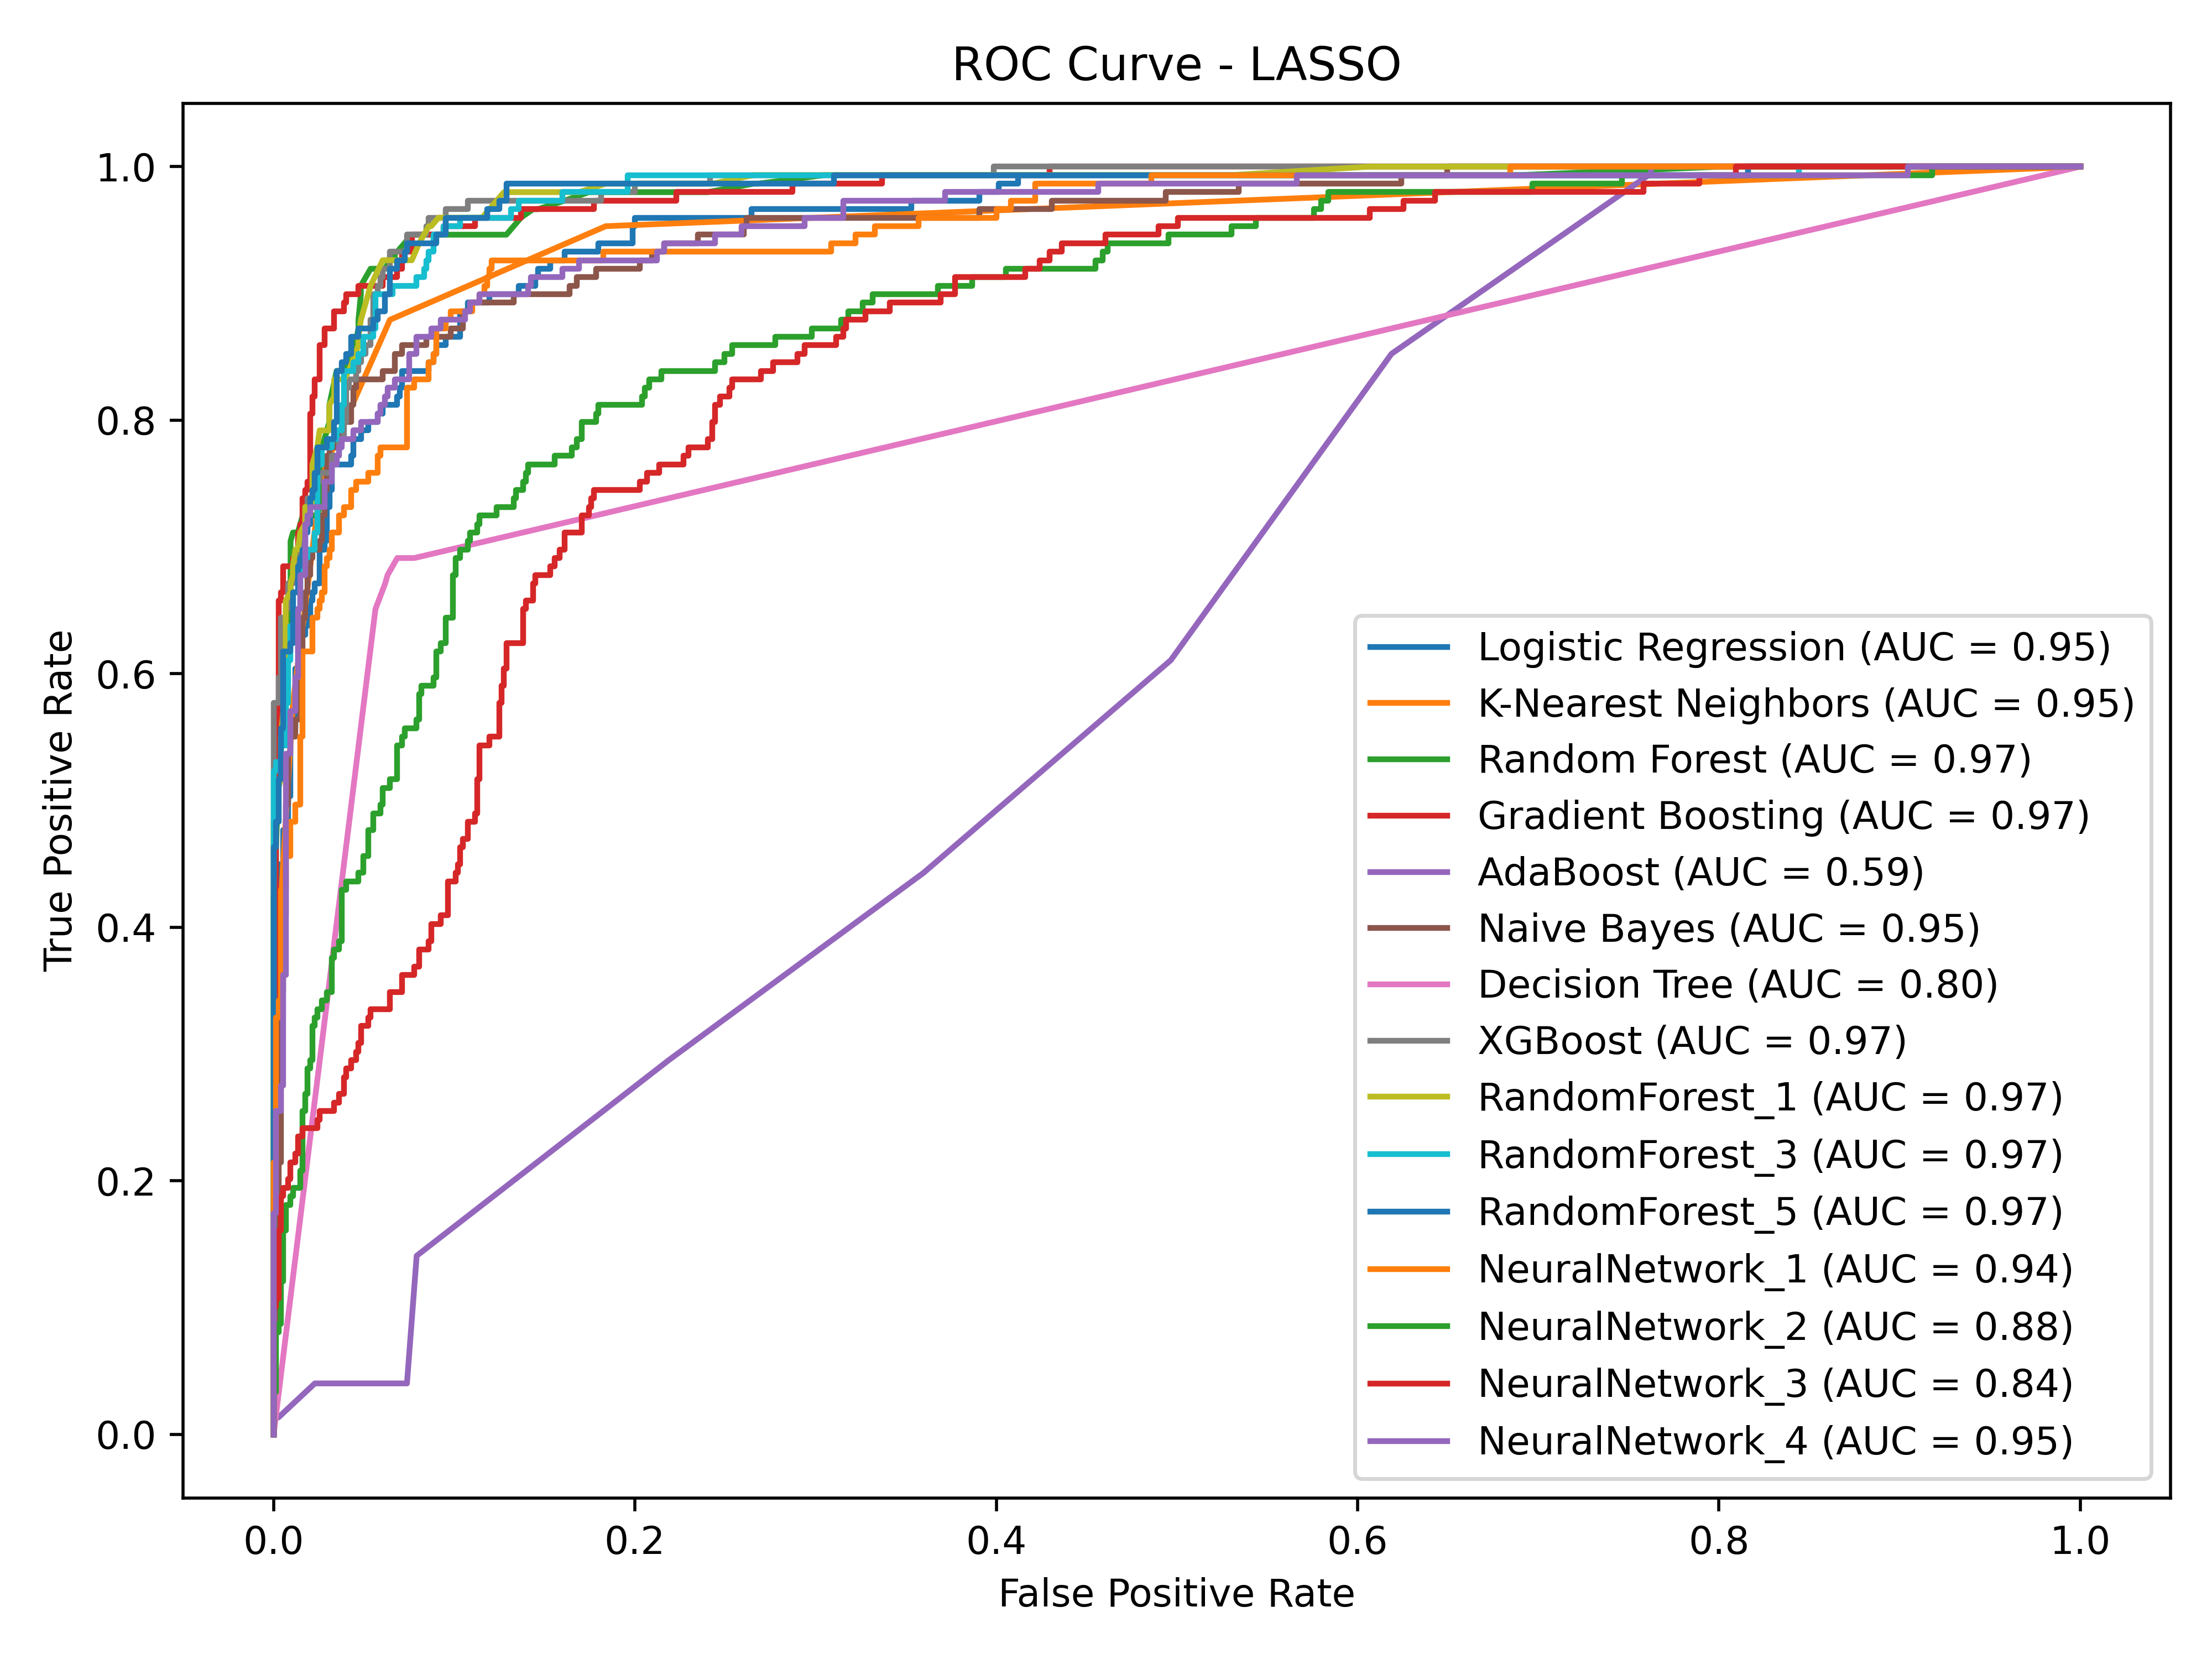 ROC Curve - LASSO
1.0
0.8
0.6
0.4
0.2
0.0
True Positive Rate
Logistic Regression (AUC = 0.95)
K-Nearest Neighbors (AUC = 0.95)
Random Forest (AUC = 0.97)
Gradient Boosting (AUC = 0.97)
AdaBoost (AUC = 0.59)
Naive Bayes (AUC = 0.95)
Decision Tree (AUC = 0.80)
XGBoost (AUC = 0.97)
RandomForest_1 (AUC = 0.97)
RandomForest_3 (AUC = 0.97)
RandomForest_5 (AUC = 0.97)
NeuralNetwork_1 (AUC = 0.94)
NeuralNetwork_2 (AUC = 0.88)
NeuralNetwork_3 (AUC = 0.84)
NeuralNetwork_4 (AUC = 0.95)
0.0 0.2 0.4 0.6 0.8 1.0
False Positive Rate